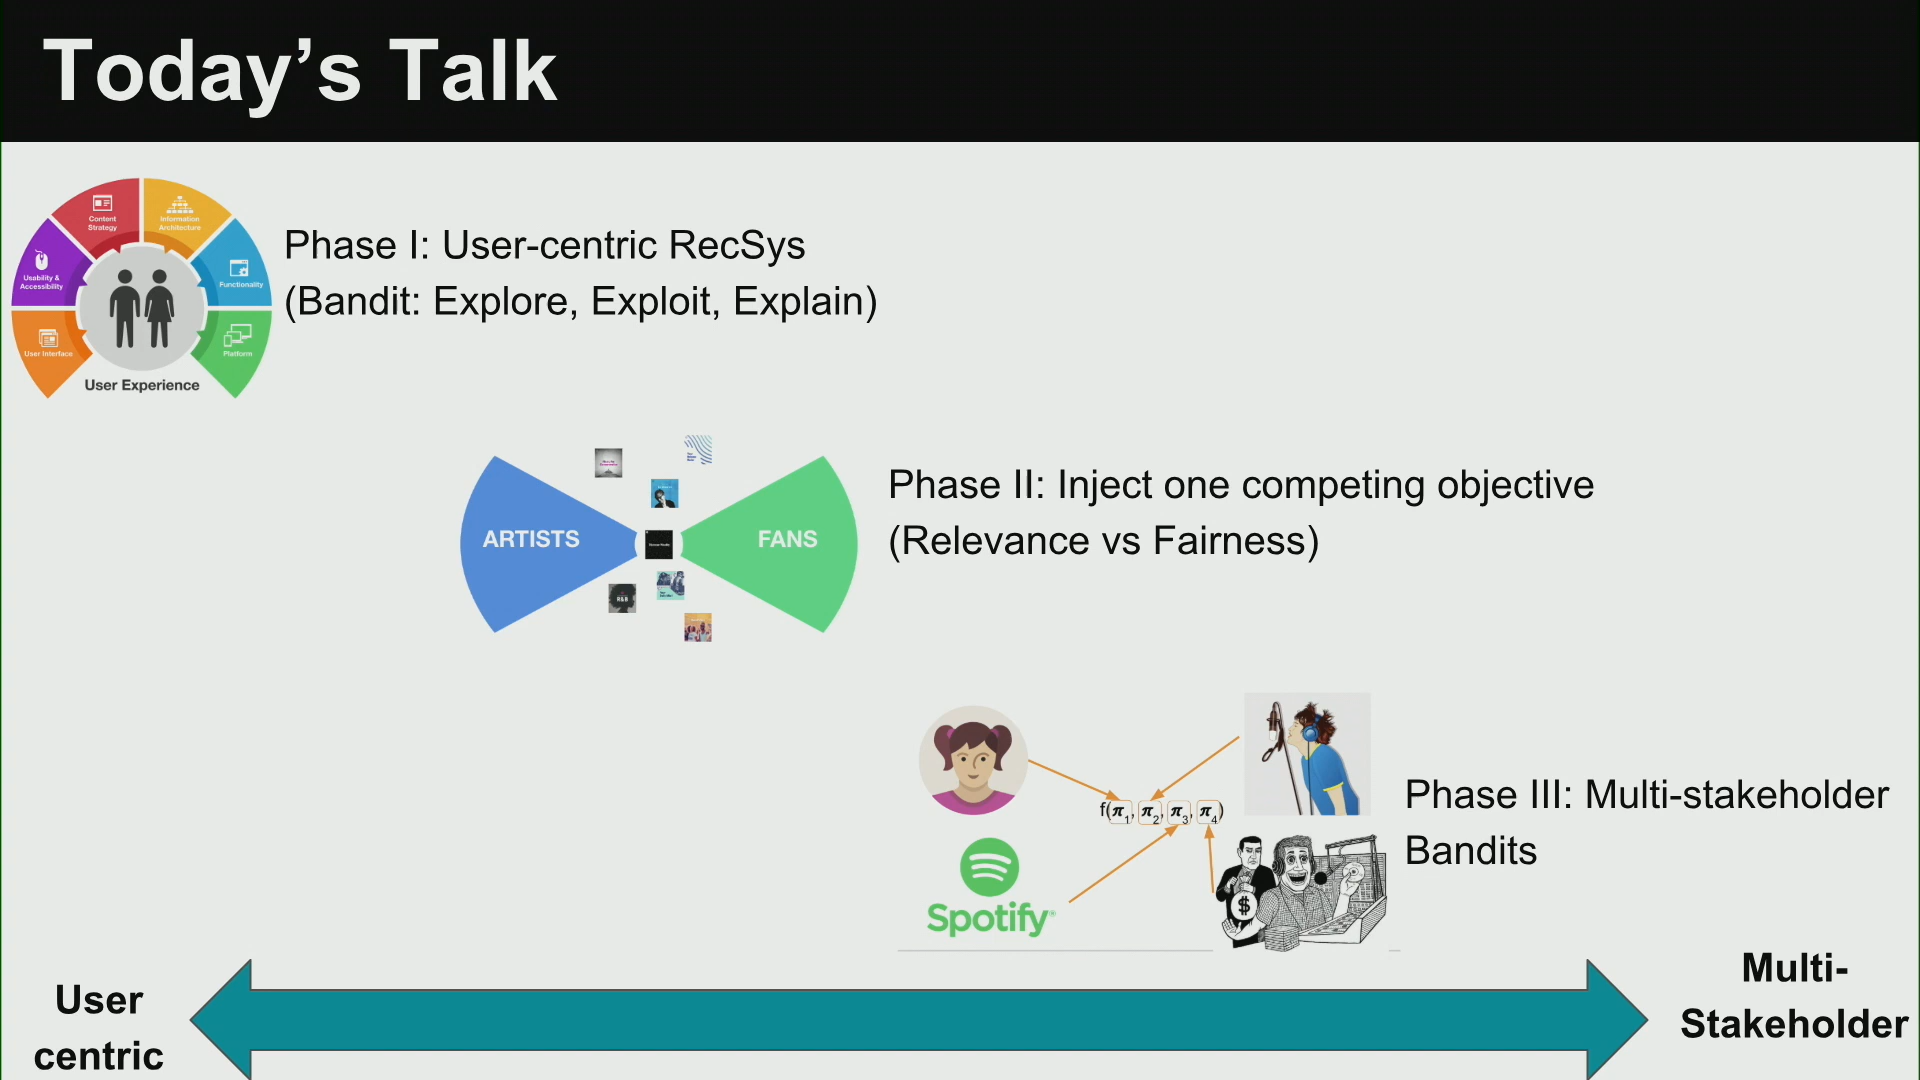 Today's Talk
Content
Strategy
Information
Architecture
Usability &
Accessibility
Functionality
User Interface
Platform
User Experience
Phase I: User-centric RecSys
(Bandit: Explore, Exploit, Explain)
ARTISTS
FANS
R&B
Phase II: Inject one competing objective
(Relevance vs Fairness)
f(π1, π2, π3, π4)
$
Spotify®
Phase III: Multi-stakeholder
Bandits
User
centric
Multi-
Stakeholder